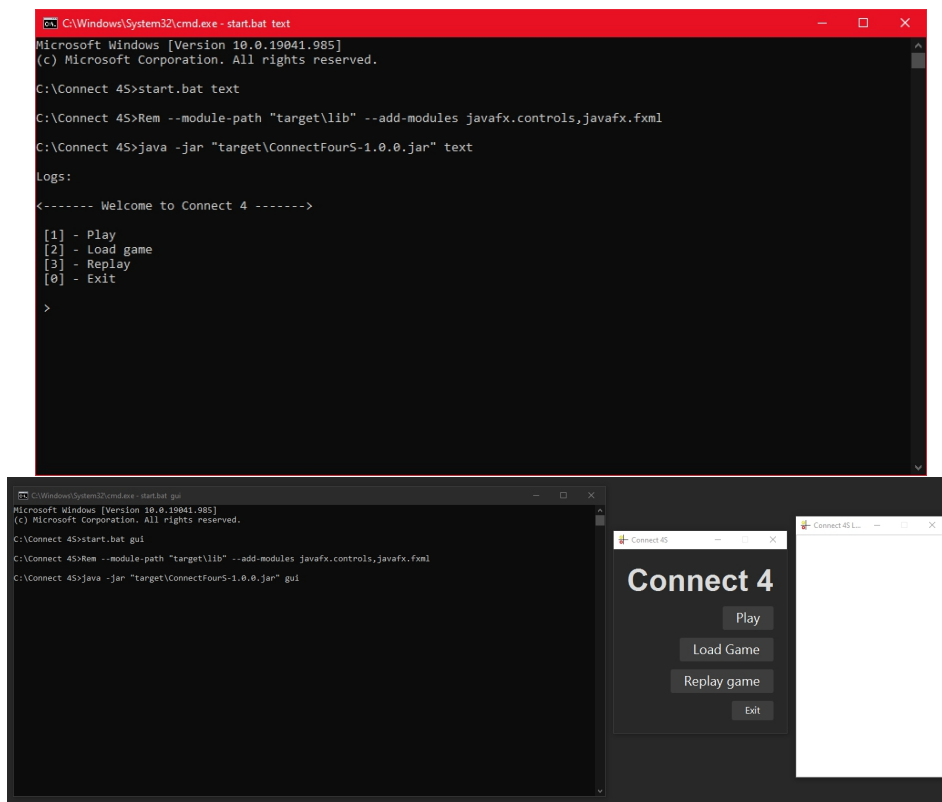 C:\Windows\System32\cmd.exe - start.bat text
Microsoft Windows [Version 10.0.19041.985]
(c) Microsoft Corporation. All rights reserved.
C:\Connect 4S>start.bat text
C:\Connect 4S>Rem --module-path "target\lib" --add-modules javafx.controls,javafx.fxml
C:\Connect 4S>java -jar "target\ConnectFourS-1.0.0.jar" text
Logs:
<------- Welcome to Connect 4 ------->
[1] - Play
[2] - Load game
[3] - Replay
[0] - Exit
>
C:\Windows\System32\cmd.exe - start.bat gui
Microsoft Windows [Version 10.0.19041.985]
(c) Microsoft Corporation. All rights reserved.
C:\Connect 4S>start.bat gui
C:\Connect 4S>Rem --module-path "target\lib" --add-modules javafx.controls,javafx.fxml
C:\Connect 4S>java -jar "target\ConnectFourS-1.0.0.jar" gui
Connect 4S
Connect 4
Play
Load Game
Replay game
Exit
Connect 4S L...